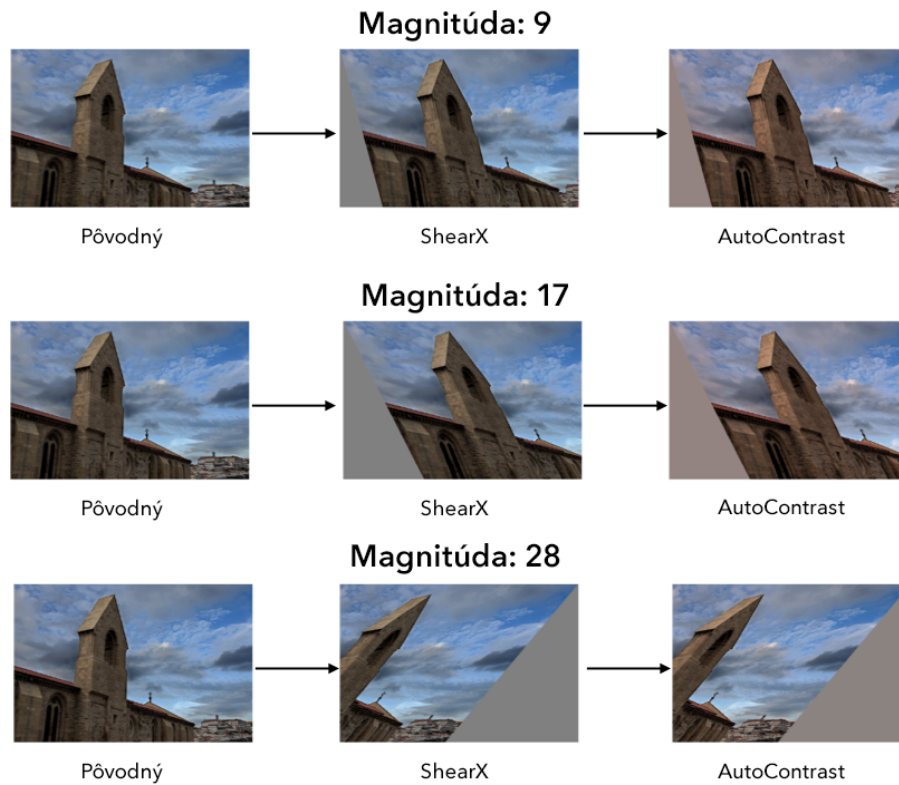 Magnitúda: 9
Pôvodný ShearX AutoContrast
Magnitúda: 17
Pôvodný ShearX AutoContrast
Magnitúda: 28
Pôvodný ShearX AutoContrast